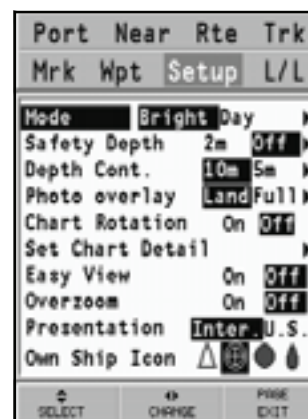 Port Near Rte Trk
Mrk Wpt Setup L/L
Mode Bright Day
Safety Depth 2m Off
Depth Cont. 10m 5m
Photo overlay Land Full
Chart Rotation On Off
Set Chart Detail
Easy View On Off
Overzoom On Off
Presentation Inter. U.S.
Own Ship Icon
SELECT CHANGE PAGE
EXIT